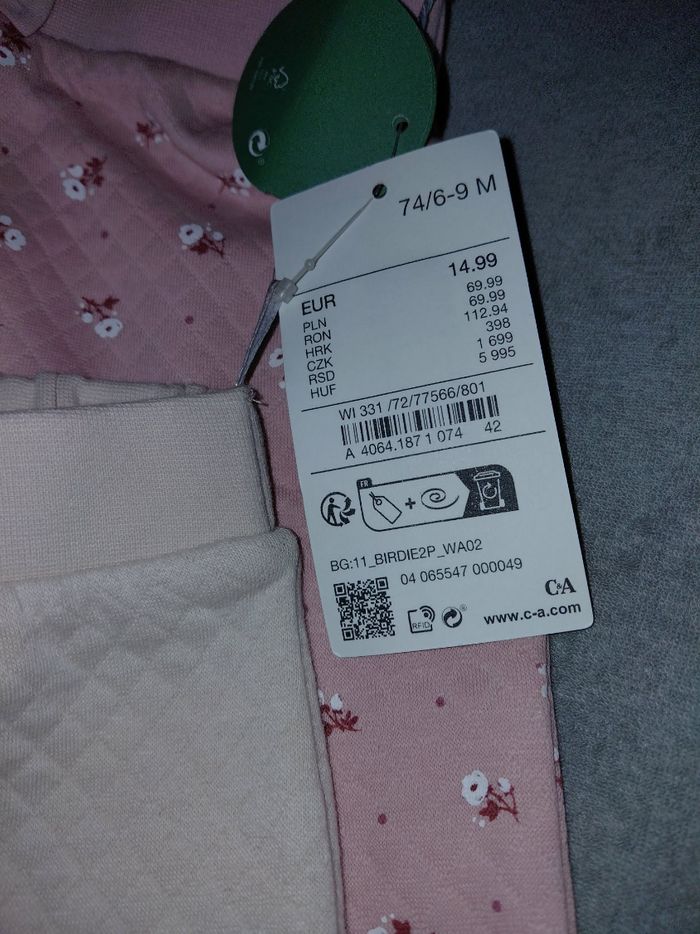 74/6-9 M
EUR 14.99
PLN 69.99
RON 69.99
HRK 112.94
CZK 398
RSD 1 699
HUF 5 995
WI 331 /72/77566/801
A 4064.187 1 074 42
FR
+
BG:11_BIRDIE2P_WA02
04 065547 000049
RFID
®
C&A
www.c-a.com